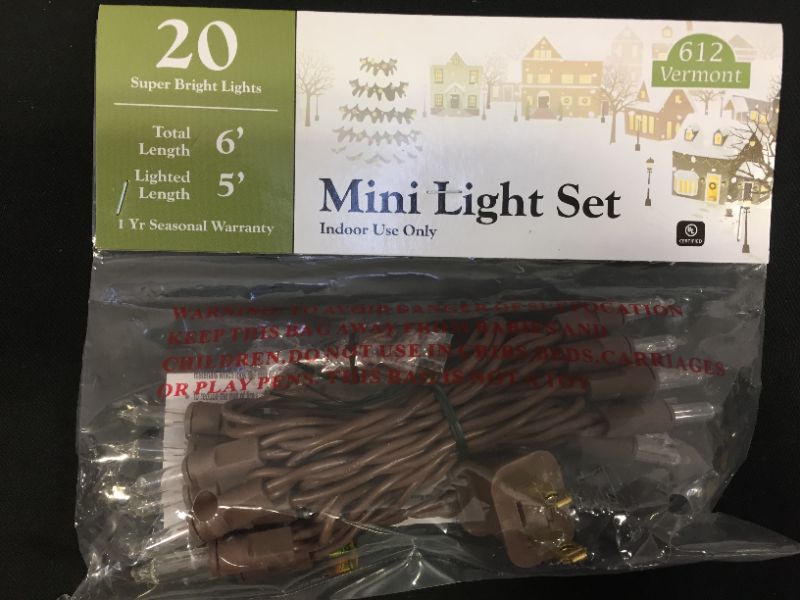 20
Super Bright Lights
Total Length 6'
Lighted Length 5'
1 Yr Seasonal Warranty
612
Vermont
Mini Light Set
Indoor Use Only
UL
CERTIFIED
WARNING: TO AVOID DANGER OF SUFFOCATION
KEEP THIS BAG AWAY FROM BABIES AND
CHILDREN.DO NOT USE IN CRIBS.BEDS.CARRIAGES
OR PLAY PENS. THIS BAG IS NOT A TOY